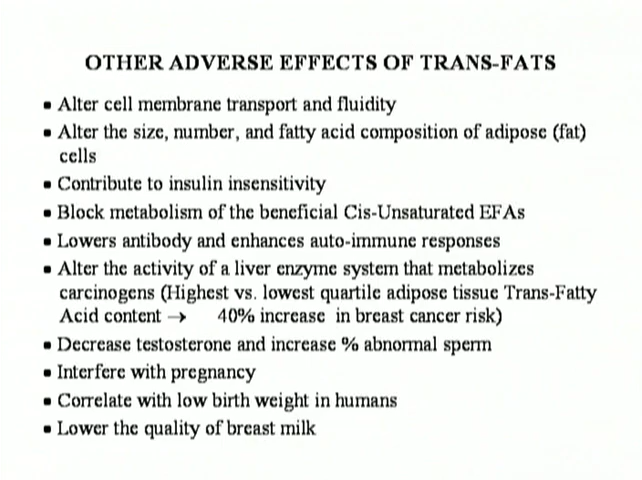 OTHER ADVERSE EFFECTS OF TRANS-FATS
▪ Alter cell membrane transport and fluidity
▪ Alter the size, number, and fatty acid composition of adipose (fat)
cells
▪ Contribute to insulin insensitivity
▪ Block metabolism of the beneficial Cis-Unsaturated EFAs
▪ Lowers antibody and enhances auto-immune responses
▪ Alter the activity of a liver enzyme system that metabolizes
carcinogens (Highest vs. lowest quartile adipose tissue Trans-Fatty
Acid content → 40% increase in breast cancer risk)
▪ Decrease testosterone and increase % abnormal sperm
▪ Interfere with pregnancy
▪ Correlate with low birth weight in humans
▪ Lower the quality of breast milk